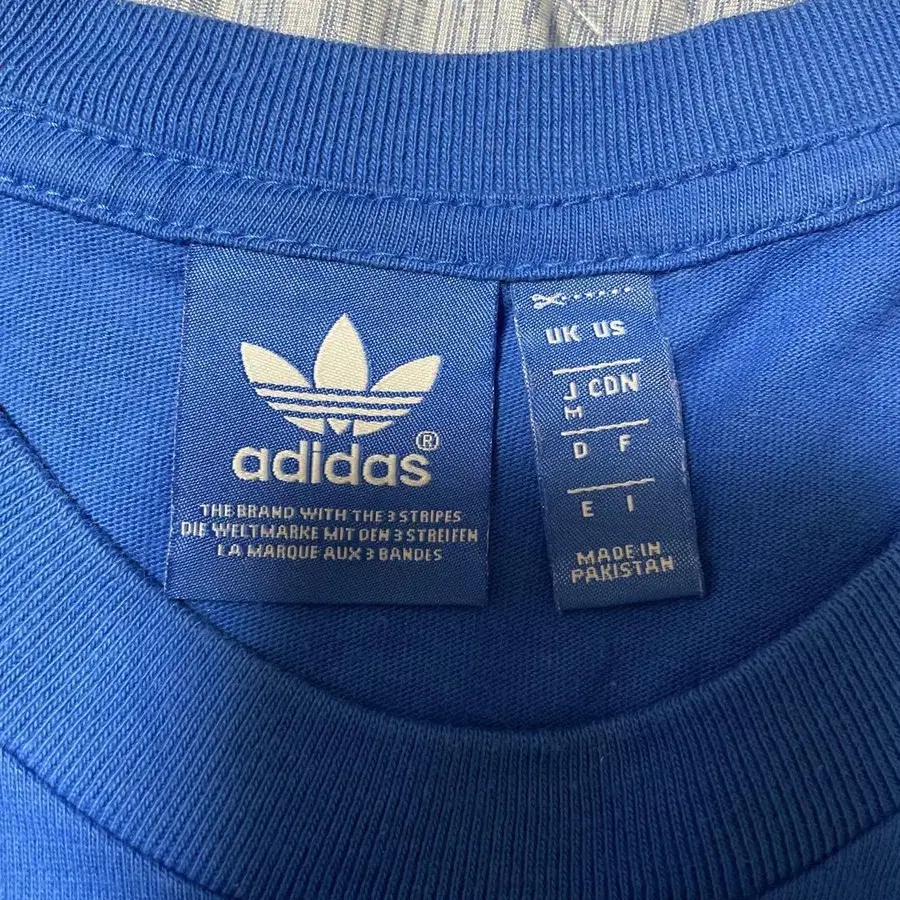 adidas®
THE BRAND WITH THE 3 STRIPES
DIE WELTMARKE MIT DEN 3 STREIFEN
LA MARQUE AUX 3 BANDES
UK US
J CDN
M
D F
E I
MADE IN
PAKISTAN